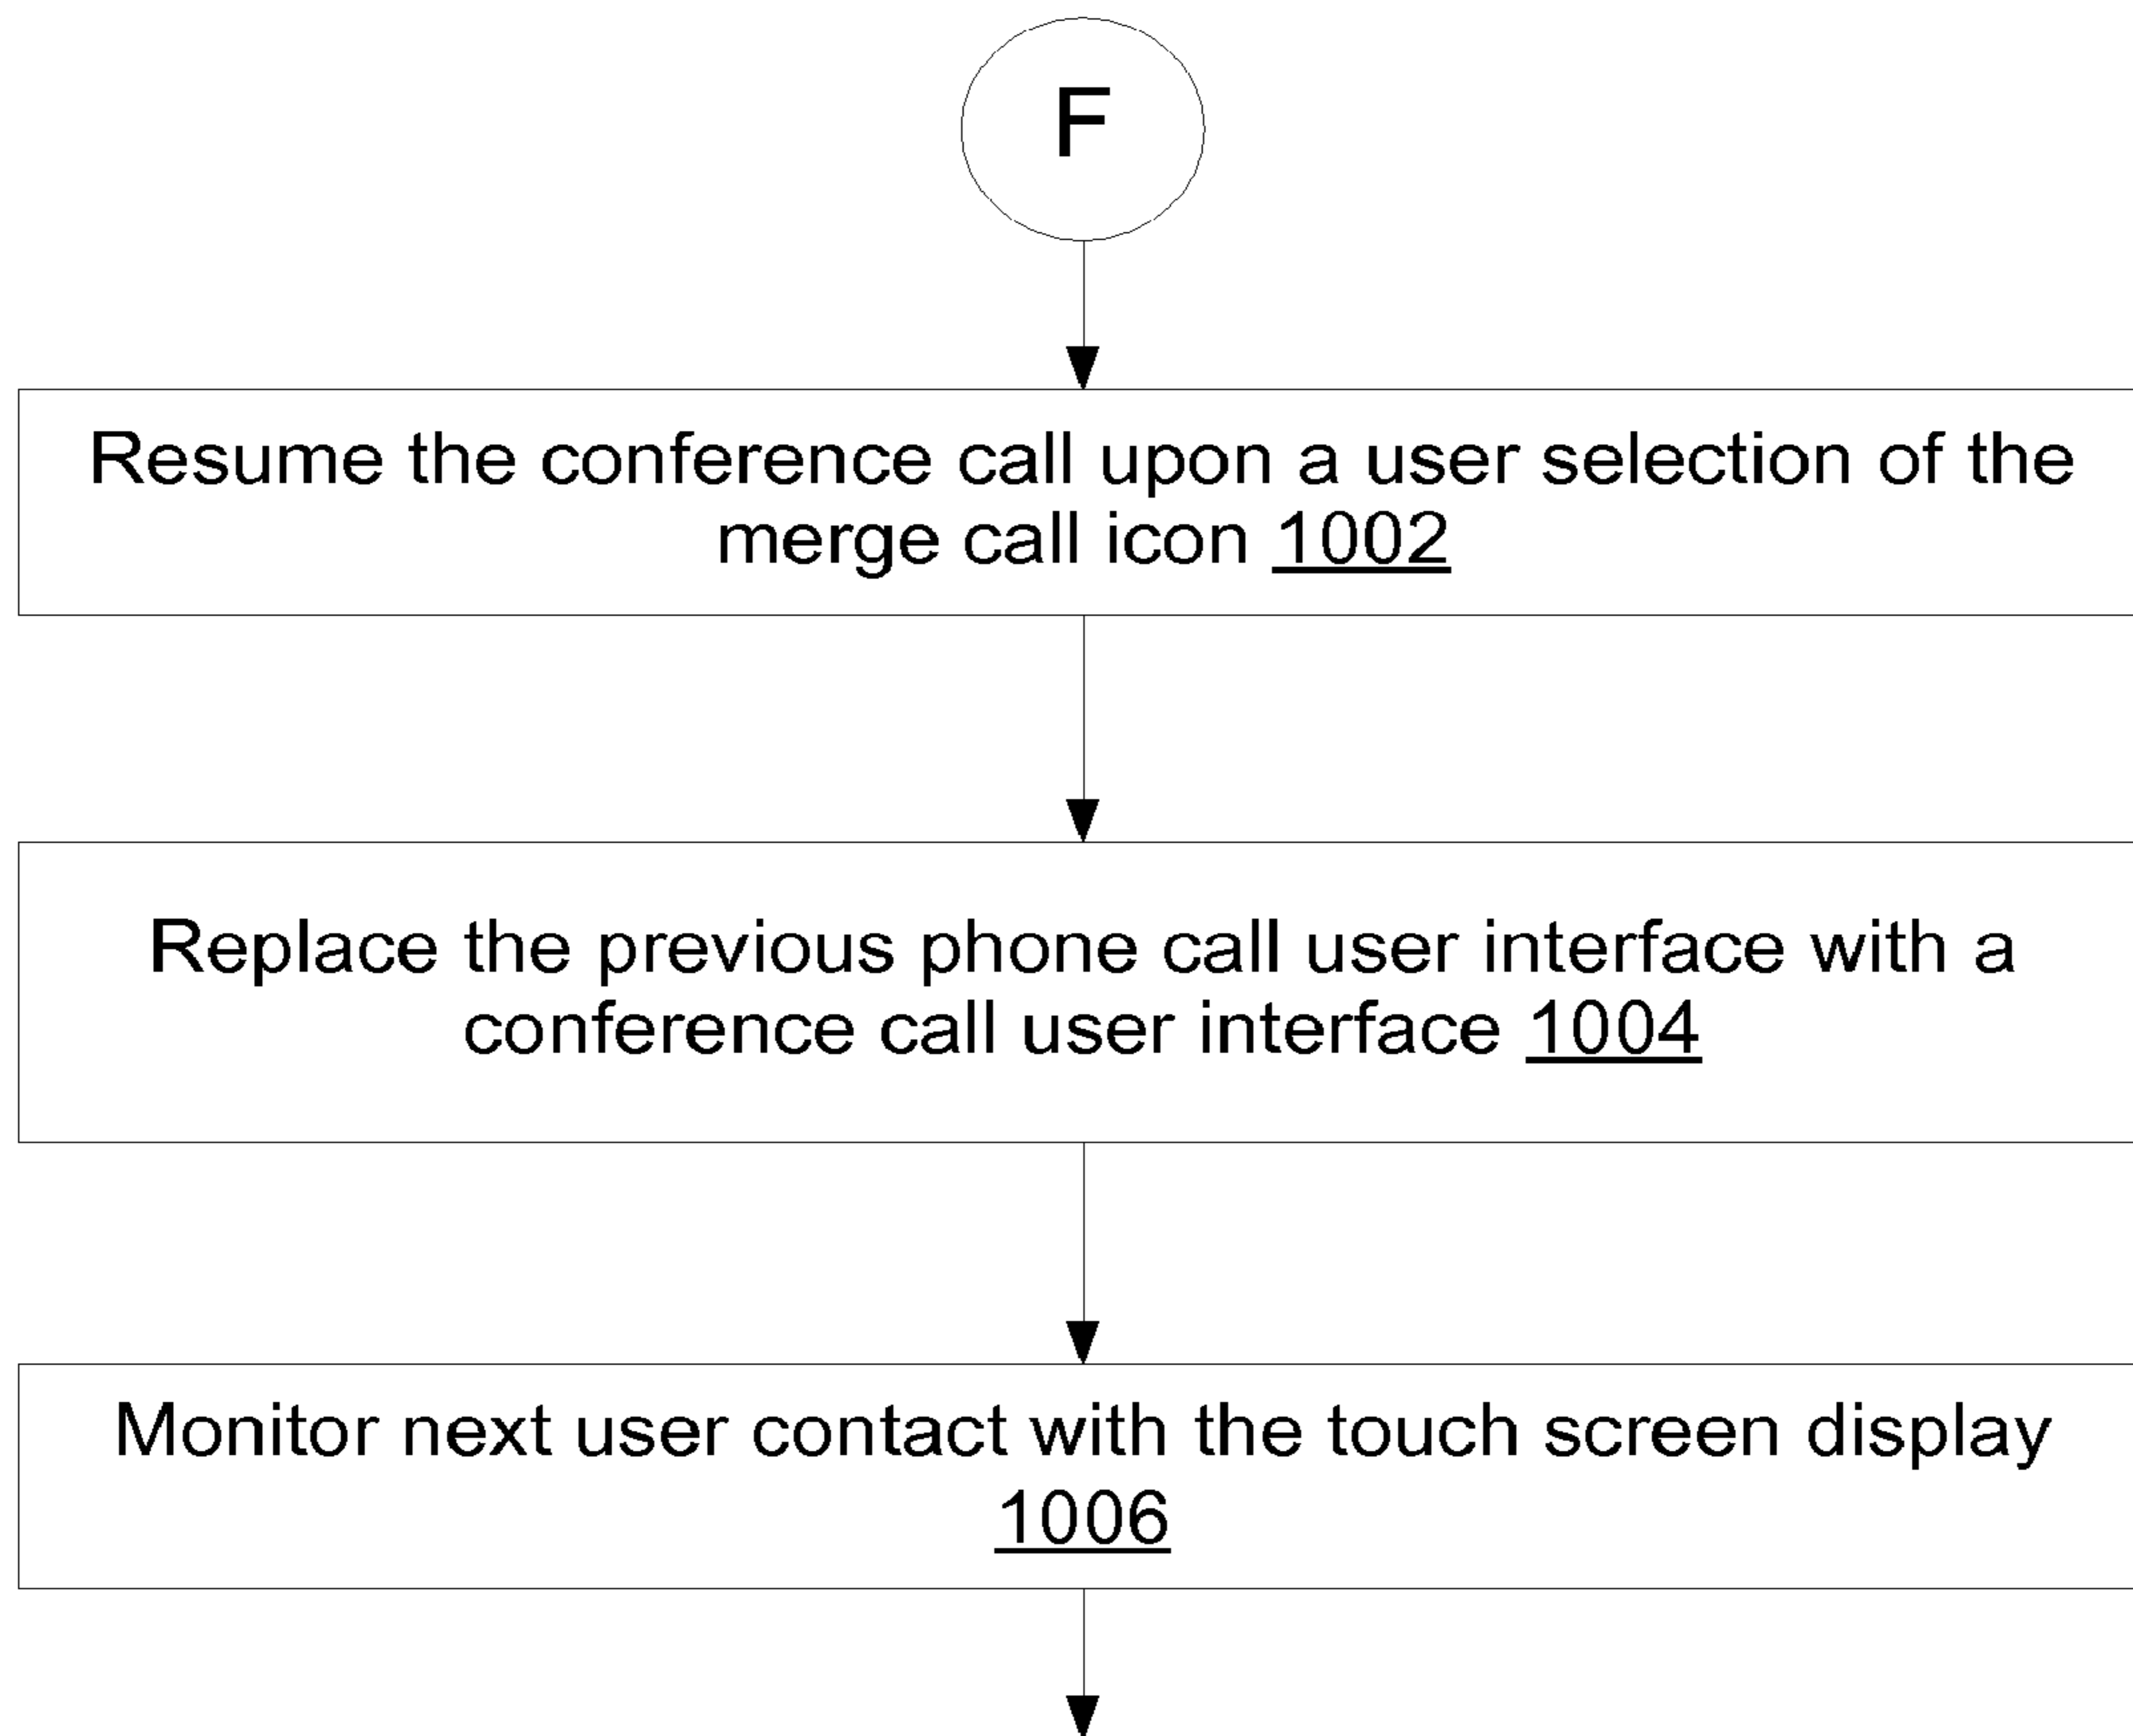 F
Resume the conference call upon a user selection of the
merge call icon 1002
Replace the previous phone call user interface with a
conference call user interface 1004
Monitor next user contact with the touch screen display
1006